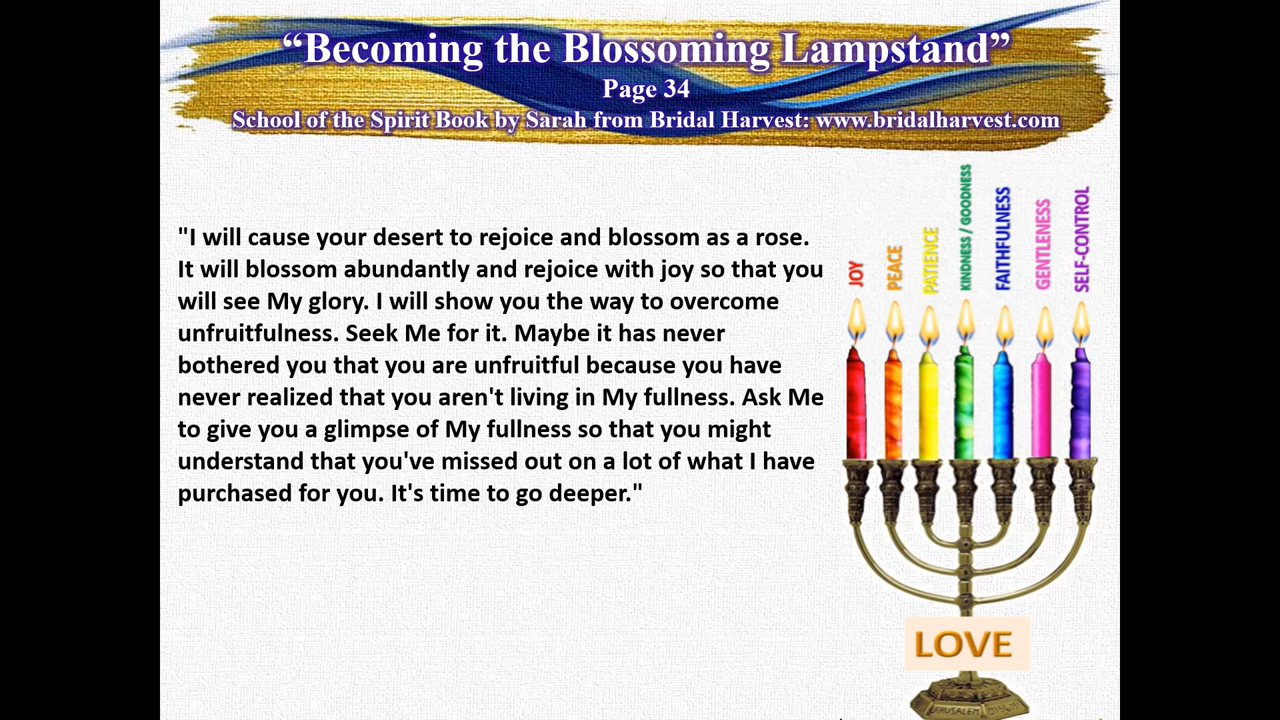 “Becoming the Blossoming Lampstand”
Page 34
School of the Spirit Book by Sarah from Bridal Harvest: www.bridalharvest.com
"I will cause your desert to rejoice and blossom as a rose.
It will blossom abundantly and rejoice with joy so that you
will see My glory. I will show you the way to overcome
unfruitfulness. Seek Me for it. Maybe it has never
bothered you that you are unfruitful because you have
never realized that you aren't living in My fullness. Ask Me
to give you a glimpse of My fullness so that you might
understand that you've missed out on a lot of what I have
purchased for you. It's time to go deeper."
JOY
PEACE
PATIENCE
KINDNESS / GOODNESS
FAITHFULNESS
GENTLENESS
SELF-CONTROL
LOVE
JERUSALEM